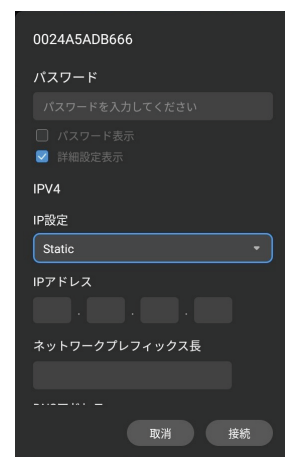 0024A5ADB666
パスワード
パスワードを入力してください
パスワード表示
詳細設定表示
IPV4
IP設定
Static
IPアドレス
. . .
ネットワークプレフィックス長
取消 接続